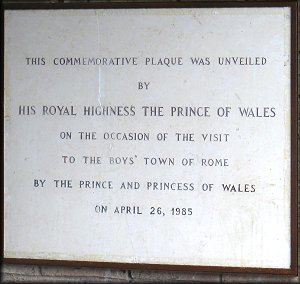 THIS COMMEMORATIVE PLAQUE WAS UNVEILED
BY
HIS ROYAL HIGHNESS THE PRINCE OF WALES
ON THE OCCASION OF THE VISIT
TO THE BOYS' TOWN OF ROME
BY THE PRINCE AND PRINCESS OF WALES
ON APRIL 26, 1985